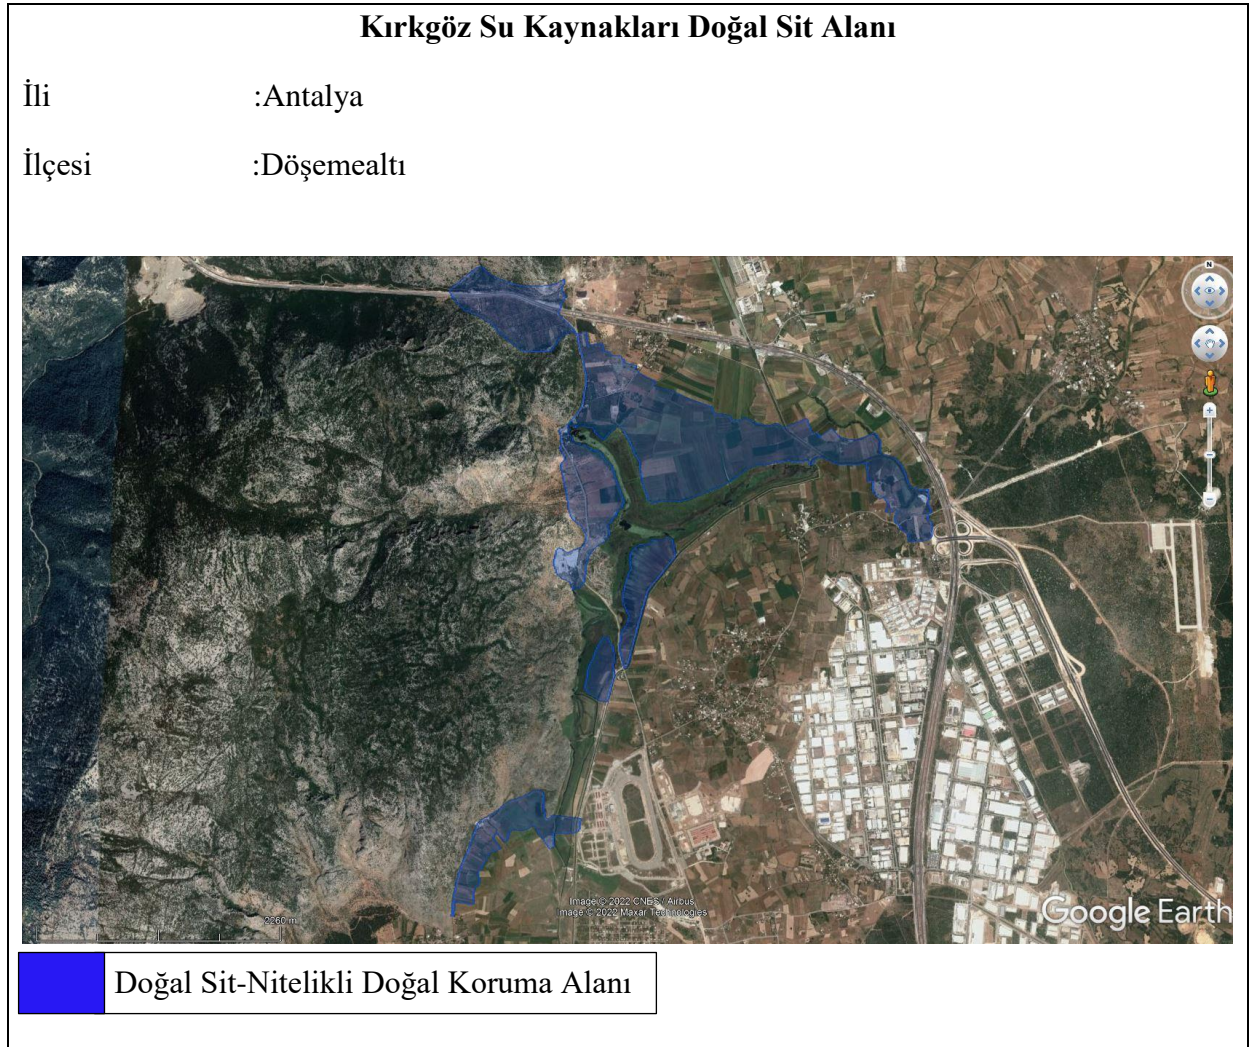 Kırkgöz Su Kaynakları Doğal Sit Alanı
İli :Antalya
İlçesi :Döşemealtı
N
2260 m
Image © 2022 CNES / Airbus
Image © 2022 Maxar Technologies
Google Earth
Doğal Sit-Nitelikli Doğal Koruma Alanı